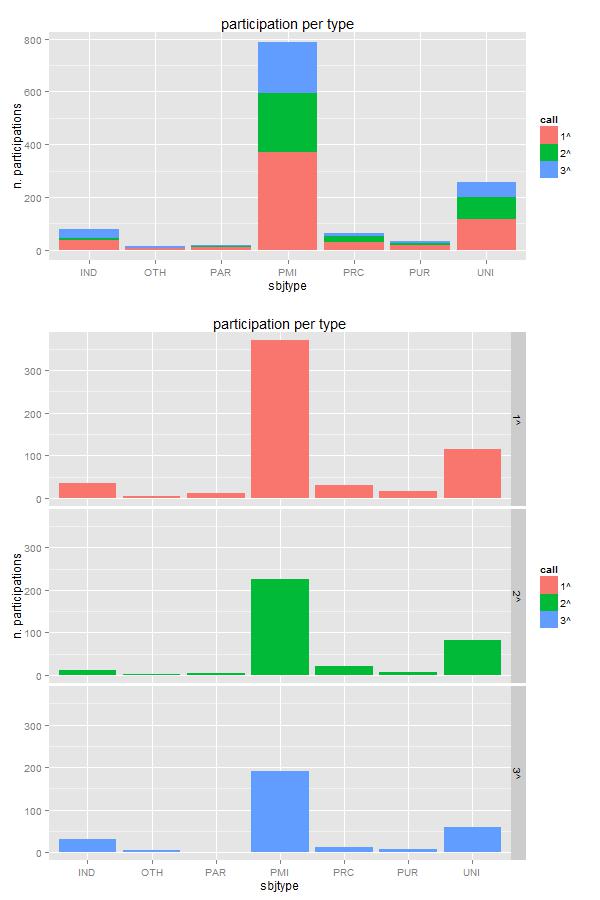 participation per type
800
600
400
200
0
n. participations
IND OTH PAR PMI PRC PUR UNI
sbjtype
call
1^
2^
3^
participation per type
300
200
100
0
1^
300
200
100
0
2^
300
200
100
0
3^
n. participations
IND OTH PAR PMI PRC PUR UNI
sbjtype
call
1^
2^
3^